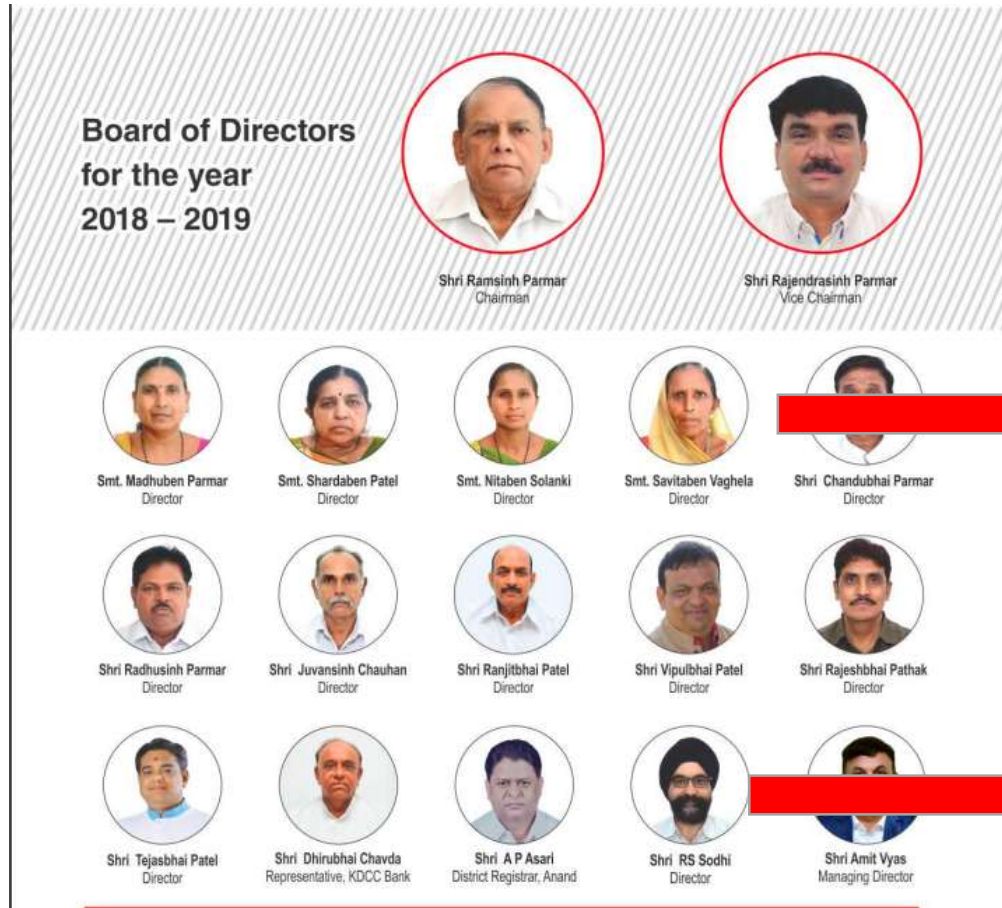 Board of Directors
for the year
2018 – 2019
Shri Ramsinh Parmar
Chairman
Shri Rajendrasinh Parmar
Vice Chairman
Smt. Madhuben Parmar
Director
Smt. Shardaben Patel
Director
Smt. Nitaben Solanki
Director
Smt. Savitaben Vaghela
Director
Shri Chandubhai Parmar
Director
Shri Radhusinh Parmar
Director
Shri Juvansinh Chauhan
Director
Shri Ranjitbhai Patel
Director
Shri Vipulbhai Patel
Director
Shri Rajeshbhai Pathak
Director
Shri Tejasbhai Patel
Director
Shri Dhirubhai Chavda
Representative, KDCC Bank
Shri A P Asari
District Registrar, Anand
Shri RS Sodhi
Director
Shri Amit Vyas
Managing Director